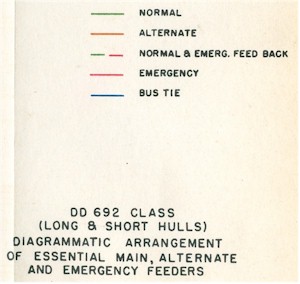 NORMAL
ALTERNATE
NORMAL & EMERG. FEED BACK
EMERGENCY
BUS TIE
DD 692 CLASS
(LONG & SHORT HULLS)
DIAGRAMMATIC ARRANGEMENT
OF ESSENTIAL MAIN, ALTERNATE
AND EMERGENCY FEEDERS